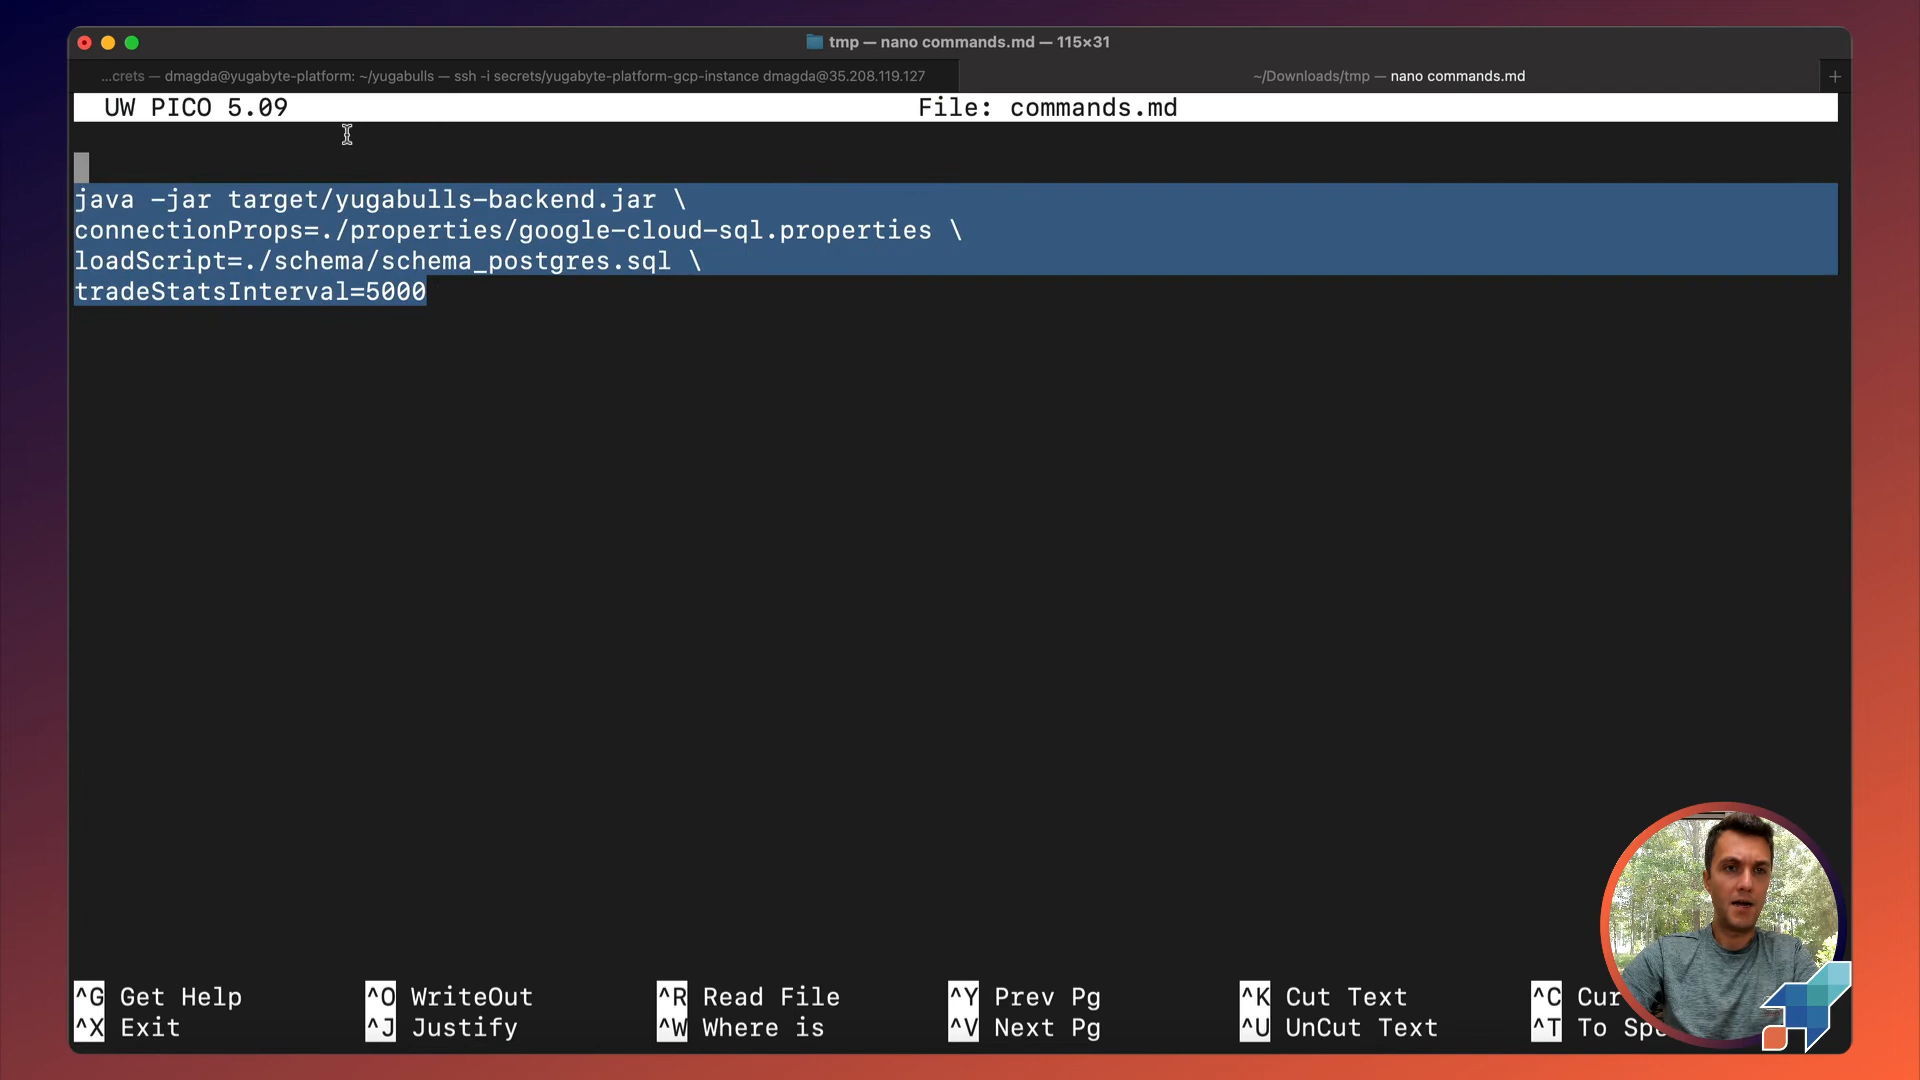 tmp — nano commands.md — 115×31
...crets — dmagda@yugabyte-platform: ~/yugabulls — ssh -i secrets/yugabyte-platform-gcp-instance dmagda@35.208.119.127
~/Downloads/tmp — nano commands.md
UW PICO 5.09 File: commands.md
java -jar target/yugabulls-backend.jar \
connectionProps=./properties/google-cloud-sql.properties \
loadScript=./schema/schema_postgres.sql \
tradeStatsInterval=5000
^G Get Help ^O WriteOut ^R Read File ^Y Prev Pg ^K Cut Text ^C Cur
^X Exit ^J Justify ^W Where is ^V Next Pg ^U UnCut Text ^T To Spe